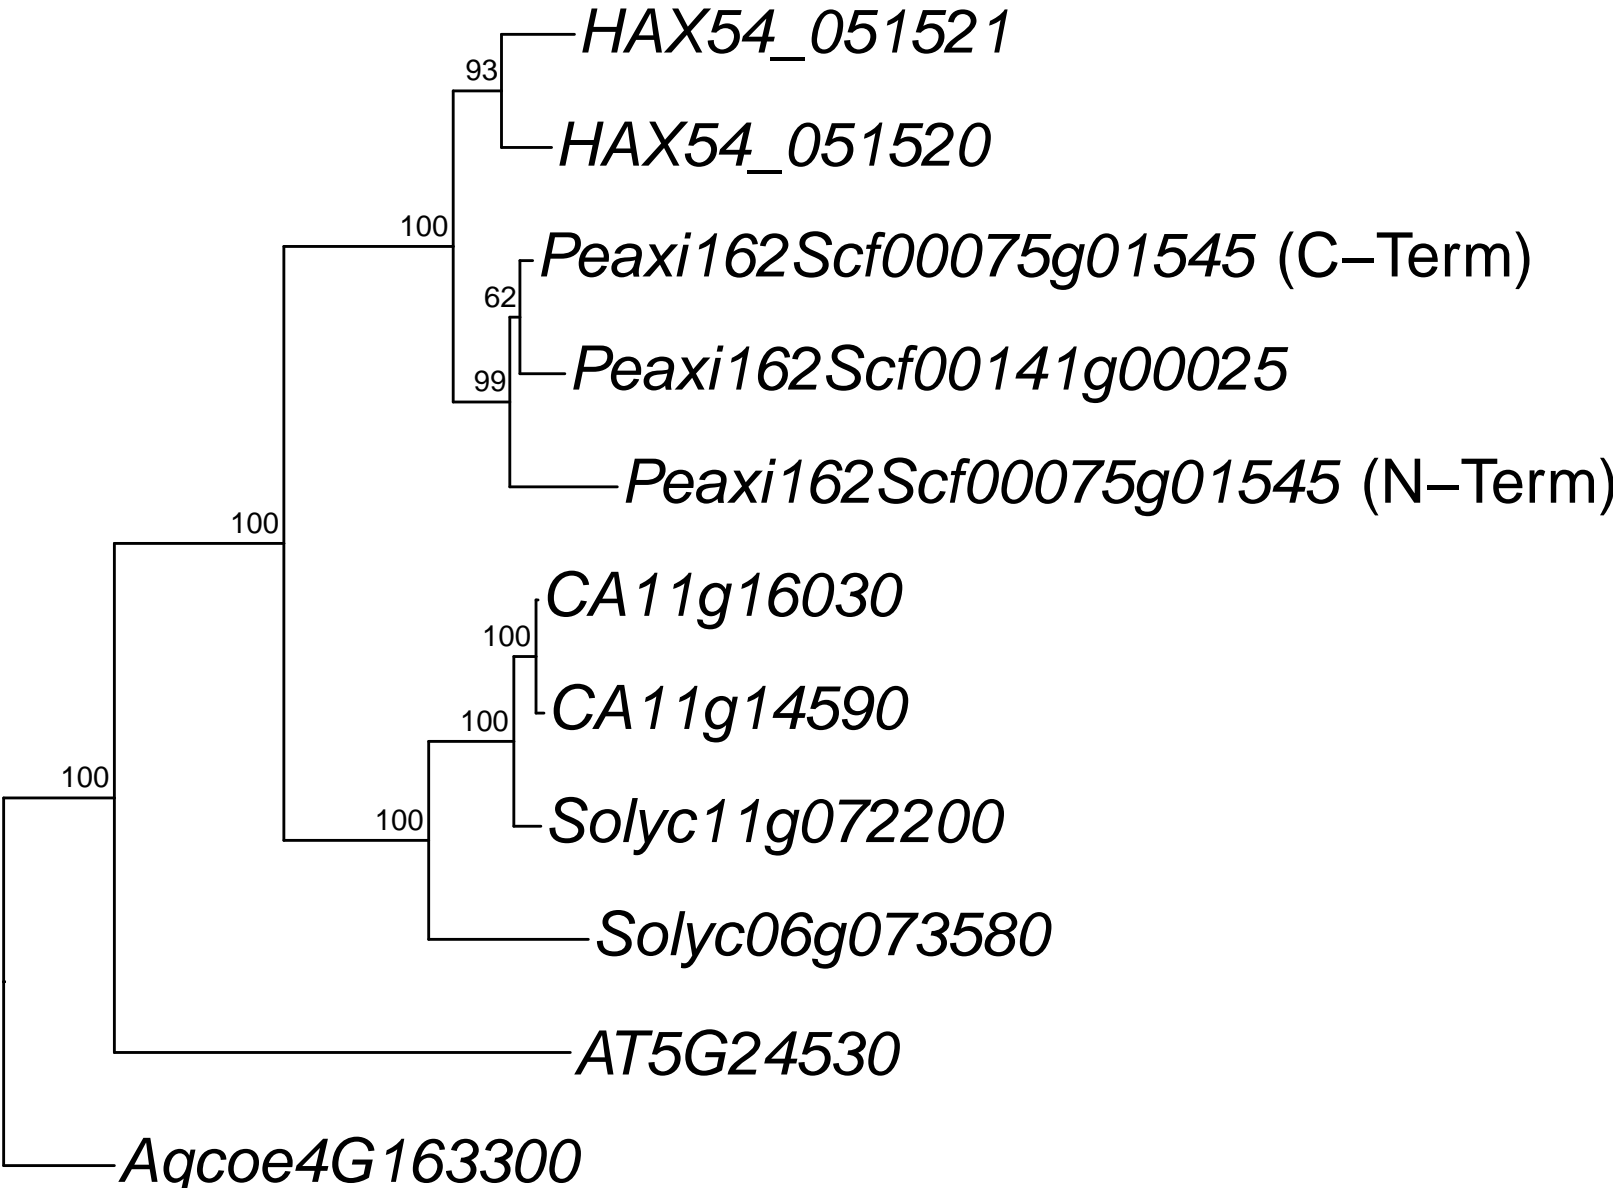 HAX54_051521
93
HAX54_051520
100
Peaxi162Scf00075g01545 (C–Term)
62
Peaxi162Scf00141g00025
99
Peaxi162Scf00075g01545 (N–Term)
100
CA11g16030
100
CA11g14590
100
Solyc11g072200
100
100
Solyc06g073580
AT5G24530
Aqcoe4G163300